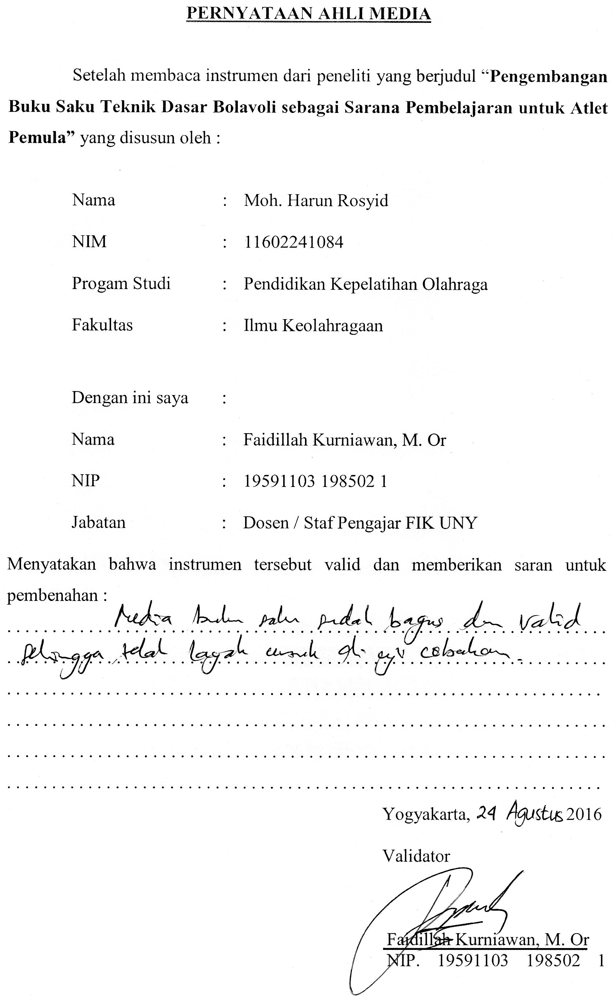 PERNYATAAN AHLI MEDIA
Setelah membaca instrumen dari peneliti yang berjudul “Pengembangan
Buku Saku Teknik Dasar Bolavoli sebagai Sarana Pembelajaran untuk Atlet
Pemula” yang disusun oleh :
Nama : Moh. Harun Rosyid
NIM : 11602241084
Progam Studi : Pendidikan Kepelatihan Olahraga
Fakultas : Ilmu Keolahragaan
Dengan ini saya :
Nama : Faidillah Kurniawan, M. Or
NIP : 19591103 198502 1
Jabatan : Dosen / Staf Pengajar FIK UNY
Menyatakan bahwa instrumen tersebut valid dan memberikan saran untuk
pembenahan :
Media buku saku sudah bagus dan valid
sehingga telah layak untuk di uji cobakan.
Yogyakarta, 24 Agustus 2016
Validator
Faidillah Kurniawan, M. Or
NIP. 19591103 198502 1